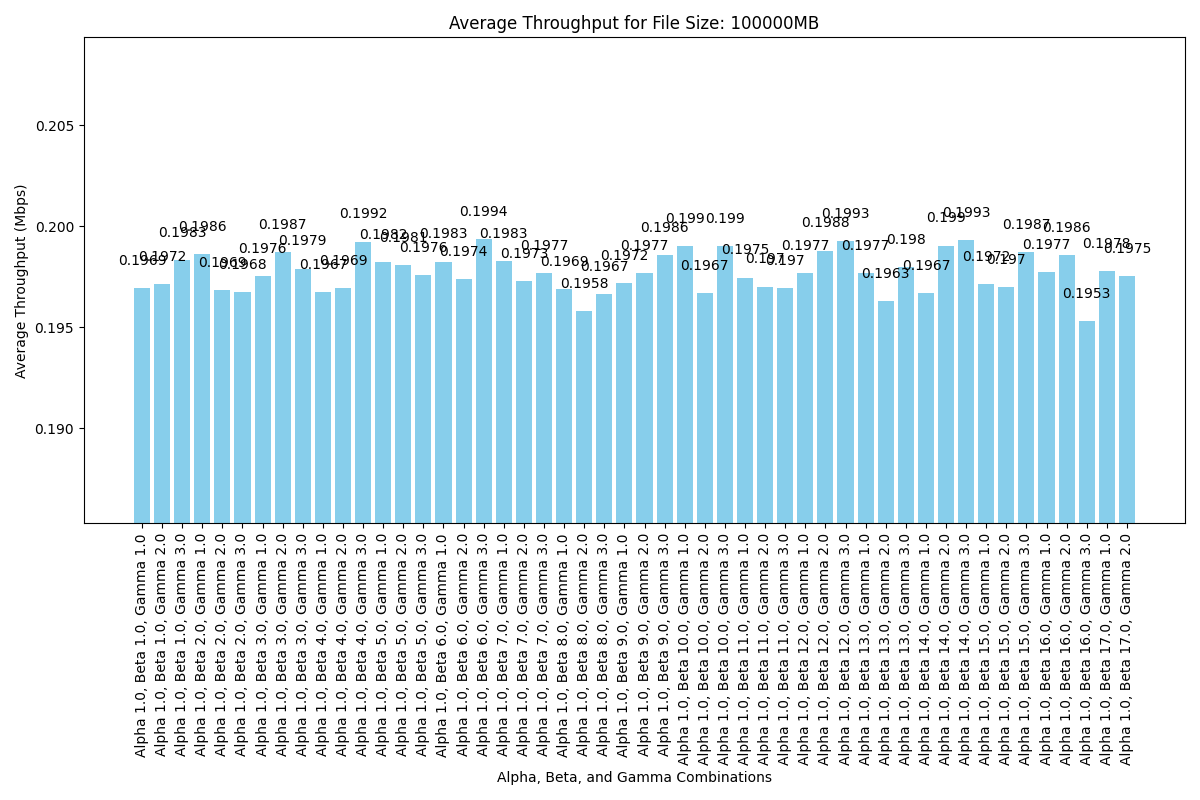 Average Throughput for File Size: 100000MB
Average Throughput (Mbps)
0.205
0.200
0.195
0.190
0.1969
0.1972
0.1983
0.1986
0.1969
0.1968
0.1976
0.1987
0.1979
0.1967
0.1969
0.1992
0.1982
0.1981
0.1976
0.1983
0.1974
0.1994
0.1983
0.1973
0.1977
0.1969
0.1958
0.1967
0.1972
0.1977
0.1986
0.199
0.1967
0.199
0.1975
0.197
0.197
0.1977
0.1988
0.1993
0.1977
0.1963
0.198
0.1967
0.199
0.1993
0.1972
0.197
0.1987
0.1977
0.1986
0.1953
0.1978
0.1975
Alpha 1.0, Beta 1.0, Gamma 1.0
Alpha 1.0, Beta 1.0, Gamma 2.0
Alpha 1.0, Beta 1.0, Gamma 3.0
Alpha 1.0, Beta 2.0, Gamma 1.0
Alpha 1.0, Beta 2.0, Gamma 2.0
Alpha 1.0, Beta 2.0, Gamma 3.0
Alpha 1.0, Beta 3.0, Gamma 1.0
Alpha 1.0, Beta 3.0, Gamma 2.0
Alpha 1.0, Beta 3.0, Gamma 3.0
Alpha 1.0, Beta 4.0, Gamma 1.0
Alpha 1.0, Beta 4.0, Gamma 2.0
Alpha 1.0, Beta 4.0, Gamma 3.0
Alpha 1.0, Beta 5.0, Gamma 1.0
Alpha 1.0, Beta 5.0, Gamma 2.0
Alpha 1.0, Beta 5.0, Gamma 3.0
Alpha 1.0, Beta 6.0, Gamma 1.0
Alpha 1.0, Beta 6.0, Gamma 2.0
Alpha 1.0, Beta 6.0, Gamma 3.0
Alpha 1.0, Beta 7.0, Gamma 1.0
Alpha 1.0, Beta 7.0, Gamma 2.0
Alpha 1.0, Beta 7.0, Gamma 3.0
Alpha 1.0, Beta 8.0, Gamma 1.0
Alpha 1.0, Beta 8.0, Gamma 2.0
Alpha 1.0, Beta 8.0, Gamma 3.0
Alpha 1.0, Beta 9.0, Gamma 1.0
Alpha 1.0, Beta 9.0, Gamma 2.0
Alpha 1.0, Beta 9.0, Gamma 3.0
Alpha 1.0, Beta 10.0, Gamma 1.0
Alpha 1.0, Beta 10.0, Gamma 2.0
Alpha 1.0, Beta 10.0, Gamma 3.0
Alpha 1.0, Beta 11.0, Gamma 1.0
Alpha 1.0, Beta 11.0, Gamma 2.0
Alpha 1.0, Beta 11.0, Gamma 3.0
Alpha 1.0, Beta 12.0, Gamma 1.0
Alpha 1.0, Beta 12.0, Gamma 2.0
Alpha 1.0, Beta 12.0, Gamma 3.0
Alpha 1.0, Beta 13.0, Gamma 1.0
Alpha 1.0, Beta 13.0, Gamma 2.0
Alpha 1.0, Beta 13.0, Gamma 3.0
Alpha 1.0, Beta 14.0, Gamma 1.0
Alpha 1.0, Beta 14.0, Gamma 2.0
Alpha 1.0, Beta 14.0, Gamma 3.0
Alpha 1.0, Beta 15.0, Gamma 1.0
Alpha 1.0, Beta 15.0, Gamma 2.0
Alpha 1.0, Beta 15.0, Gamma 3.0
Alpha 1.0, Beta 16.0, Gamma 1.0
Alpha 1.0, Beta 16.0, Gamma 2.0
Alpha 1.0, Beta 16.0, Gamma 3.0
Alpha 1.0, Beta 17.0, Gamma 1.0
Alpha 1.0, Beta 17.0, Gamma 2.0
Alpha, Beta, and Gamma Combinations